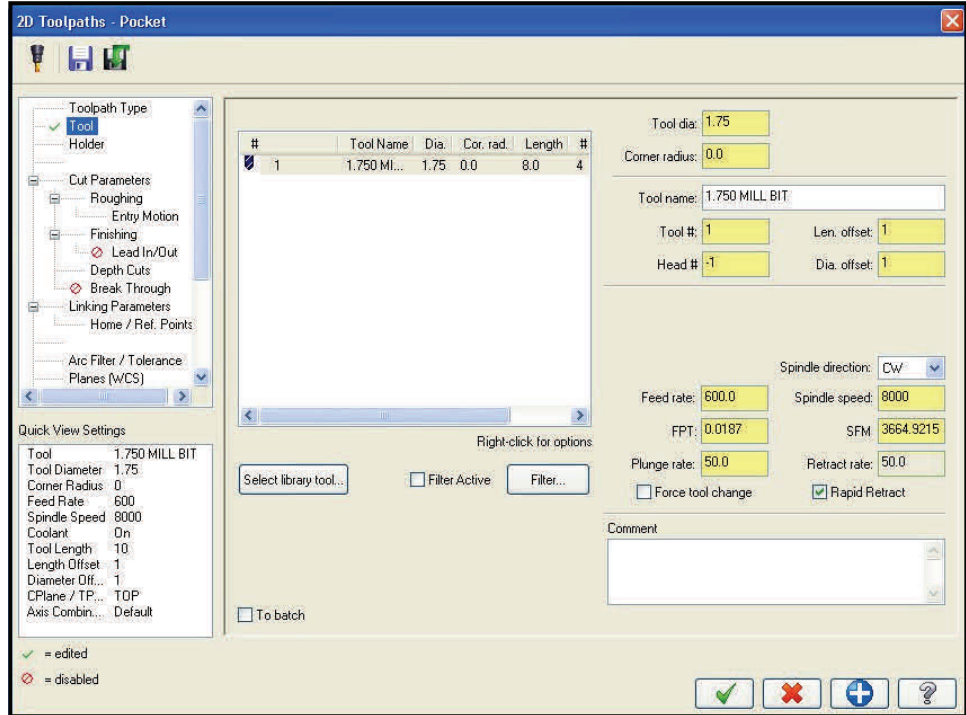 2D Toolpaths - Pocket
Toolpath Type
Tool
Holder
Cut Parameters
Roughing
Entry Motion
Finishing
Lead In/Out
Depth Cuts
Break Through
Linking Parameters
Home / Ref. Points
Arc Filter / Tolerance
Planes (WCS)
Quick View Settings
Tool 1.750 MILL BIT
Tool Diameter 1.75
Corner Radius 0
Feed Rate 600
Spindle Speed 8000
Coolant On
Tool Length 10
Length Offset 1
Diameter Off... 1
CPlane / TP... TOP
Axis Combin... Default
= edited
= disabled
# Tool Name Dia. Cor. rad. Length #
1 1.750 MI... 1.75 0.0 8.0 4
Right-click for options
Select library tool...
Filter Active
Filter...
To batch
Tool dia: 1.75
Corner radius: 0.0
Tool name: 1.750 MILL BIT
Tool #: 1 Len. offset: 1
Head # -1 Dia. offset: 1
Spindle direction: CW
Feed rate: 600.0 Spindle speed: 8000
FPT: 0.0187 SFM 3664.9215
Plunge rate: 50.0 Retract rate: 50.0
Force tool change Rapid Retract
Comment